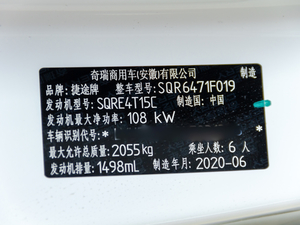 奇瑞商用车(安徽)有限公司 制造
品牌:捷途牌 整车型号:SQR6471F019
发动机型号:SQRE4T15C 制造国:中国
发动机最大净功率:108 kW
车辆识别代号:* *
最大允许总质量:2055kg 乘坐人数:6 人
发动机排量:1498mL 制造年月:2020-06